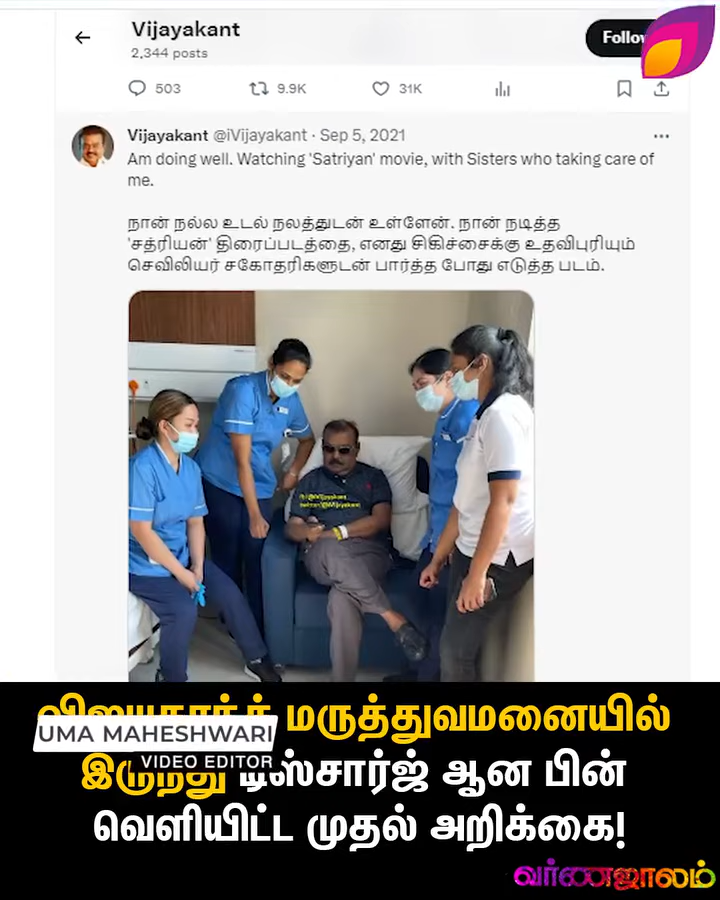 Vijayakant
2,344 posts
503 9.9K 31K
Vijayakant @iVijayakant · Sep 5, 2021
Am doing well. Watching 'Satriyan' movie, with Sisters who taking care of
me.
நான் நல்ல உடல் நலத்துடன் உள்ளேன். நான் நடித்த
'சத்ரியன்' திரைப்படத்தை, எனது சிகிச்சைக்கு உதவிபுரியும்
செவிலியர் சகோதரிகளுடன் பார்த்த போது எடுத்த படம்.
மருத்துவமனையில்
UMA MAHESHWARI
VIDEO EDITOR
டிஸ்சார்ஜ் ஆன பின்
வெளியிட்ட முதல் அறிக்கை!
வர்ணஜாலம்